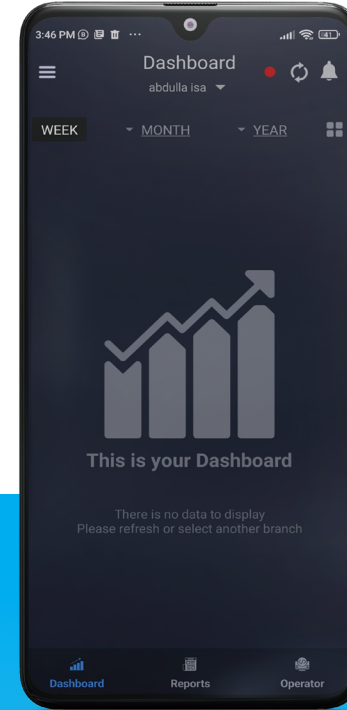 3:46 PM
41
Dashboard
abdulla isa
WEEK
MONTH
YEAR
This is your Dashboard
There is no data to display
Please refresh or select another branch
Dashboard
Reports
Operator